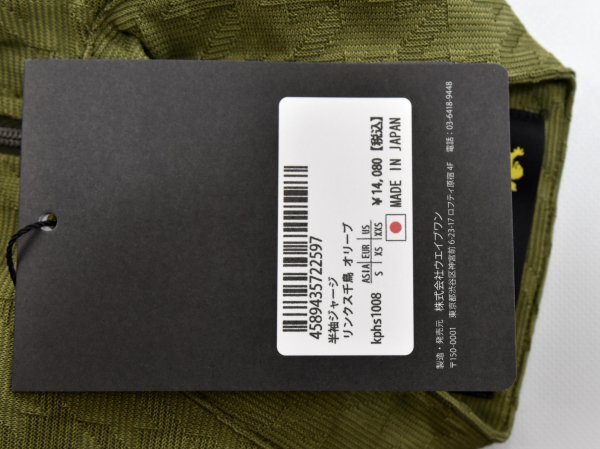 4589435722597
半袖ジャージ
リンクス千鳥 オリーブ
kphs1008
ASIA EUR US
S XS XXS
￥14,080【税込】
MADE IN JAPAN
製造・発売元 株式会社ウエイブワン
〒150-0001 東京都渋谷区神宮前 6-23-17 ロフティ原宿 4F 電話：03-6418-9448